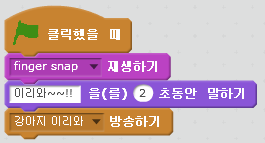 클릭했을 때
finger snap 재생하기
이리와~~!! 을(를) 2 초동안 말하기
강아지 이리와 방송하기